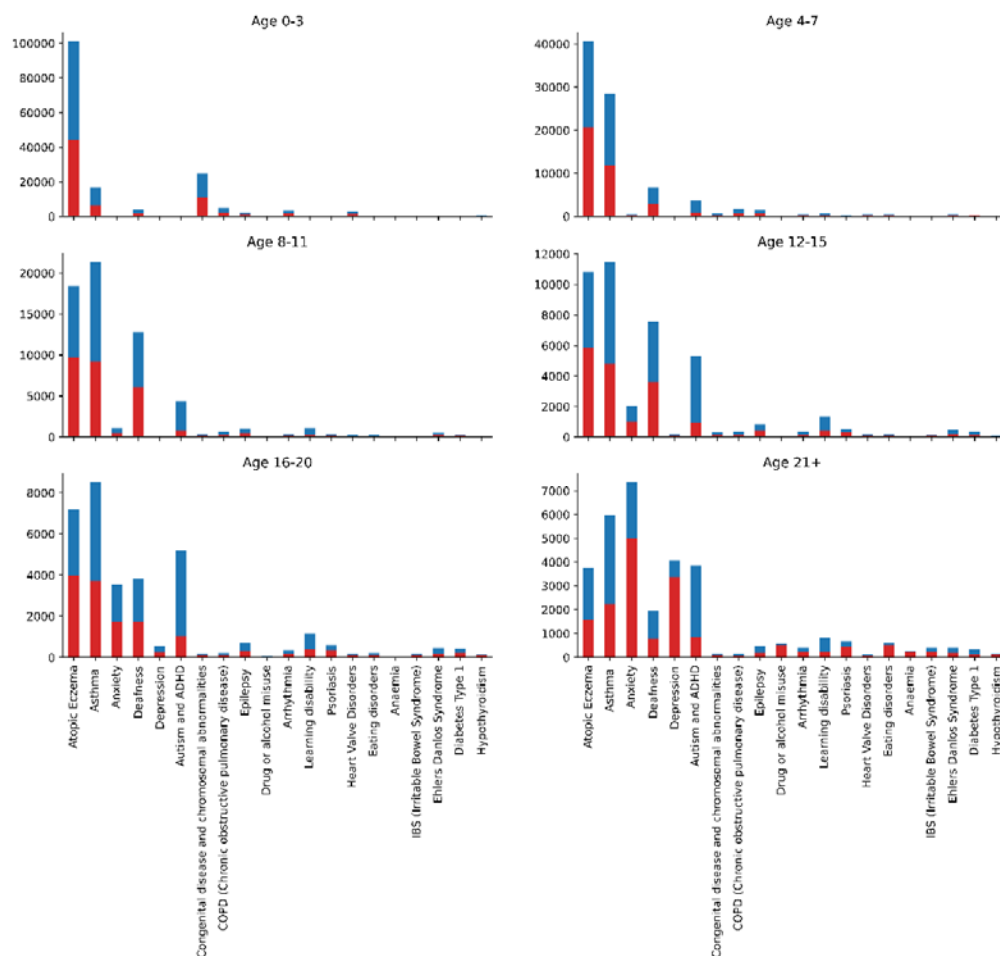 Age 0-3
100000
80000
60000
40000
20000
0
Age 4-7
40000
30000
20000
10000
0
Age 8-11
20000
15000
10000
5000
0
Age 12-15
12000
10000
8000
6000
4000
2000
0
Age 16-20
8000
6000
4000
2000
0
Age 21+
7000
6000
5000
4000
3000
2000
1000
0
Atopic Eczema
Asthma
Anxiety
Deafness
Depression
Autism and ADHD
Congenital disease and chromosomal abnormalities
COPD (Chronic obstructive pulmonary disease)
Epilepsy
Drug or alcohol misuse
Arrhythmia
Learning disability
Psoriasis
Heart Valve Disorders
Eating disorders
Anaemia
IBS (Irritable Bowel Syndrome)
Ehlers Danlos Syndrome
Diabetes Type 1
Hypothyroidism
Atopic Eczema
Asthma
Anxiety
Deafness
Depression
Autism and ADHD
Congenital disease and chromosomal abnormalities
COPD (Chronic obstructive pulmonary disease)
Epilepsy
Drug or alcohol misuse
Arrhythmia
Learning disability
Psoriasis
Heart Valve Disorders
Eating disorders
Anaemia
IBS (Irritable Bowel Syndrome)
Ehlers Danlos Syndrome
Diabetes Type 1
Hypothyroidism